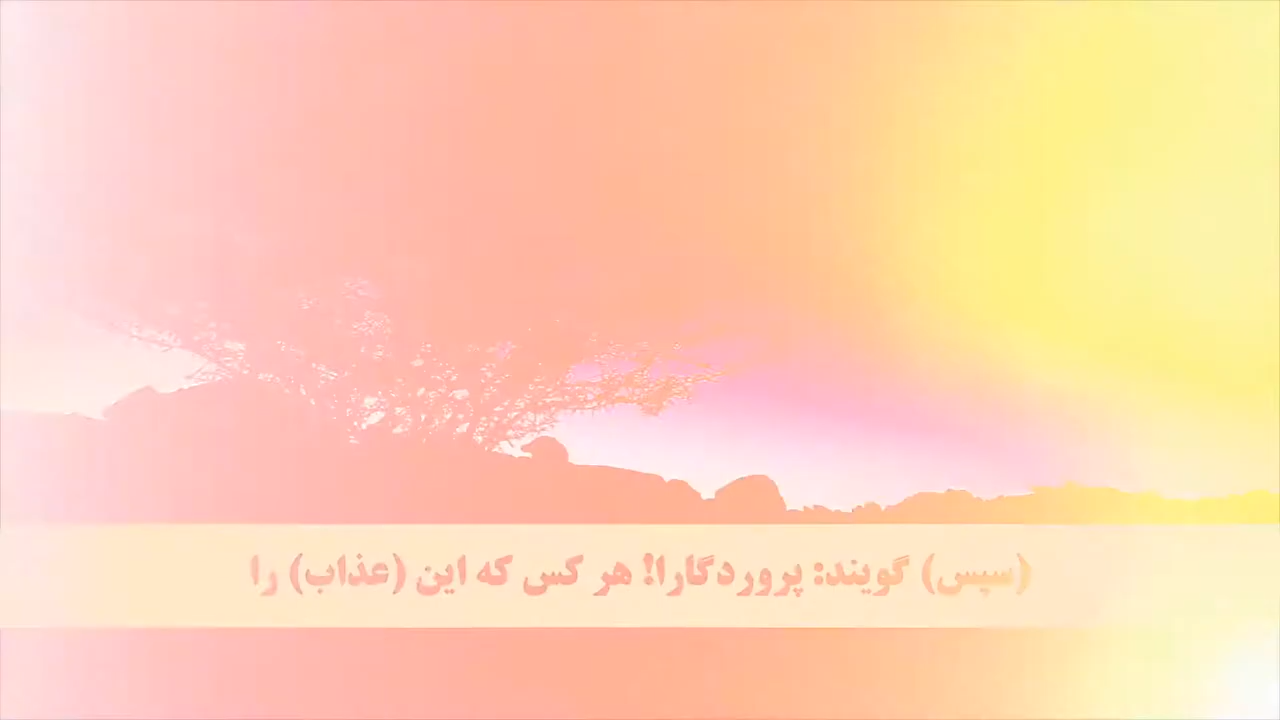 (سپس) گویند: پروردگارا! هر کس که این (عذاب) را